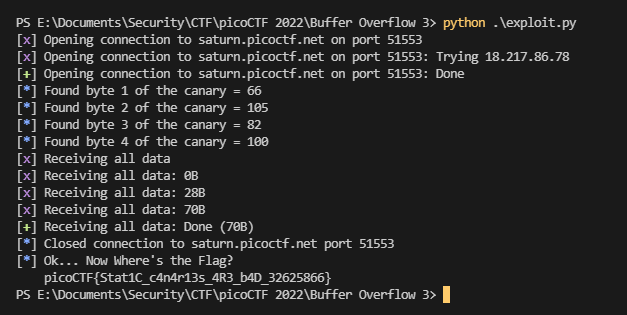 PS E:\Documents\Security\CTF\picoCTF 2022\Buffer Overflow 3> python .\exploit.py
[x] Opening connection to saturn.picoctf.net on port 51553
[x] Opening connection to saturn.picoctf.net on port 51553: Trying 18.217.86.78
[+] Opening connection to saturn.picoctf.net on port 51553: Done
[*] Found byte 1 of the canary = 66
[*] Found byte 2 of the canary = 105
[*] Found byte 3 of the canary = 82
[*] Found byte 4 of the canary = 100
[x] Receiving all data
[x] Receiving all data: 0B
[x] Receiving all data: 28B
[x] Receiving all data: 70B
[+] Receiving all data: Done (70B)
[*] Closed connection to saturn.picoctf.net port 51553
[*] Ok... Now Where's the Flag?
    picoCTF{Stat1C_c4n4r13s_4R3_b4D_32625866}
PS E:\Documents\Security\CTF\picoCTF 2022\Buffer Overflow 3>